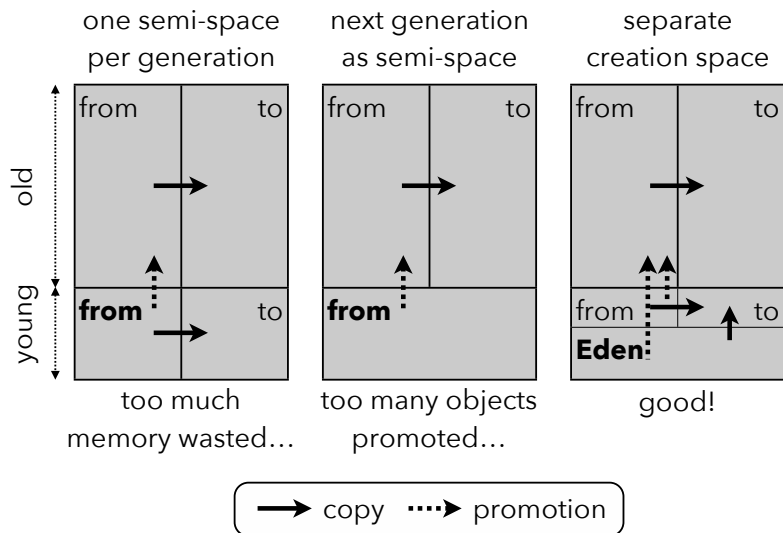 one semi-space
per generation
next generation
as semi-space
separate
creation space
old
young
from to
from
to
from to
from
from to
from to
Eden
too much
memory wasted…
too many objects
promoted…
good!
copy
promotion